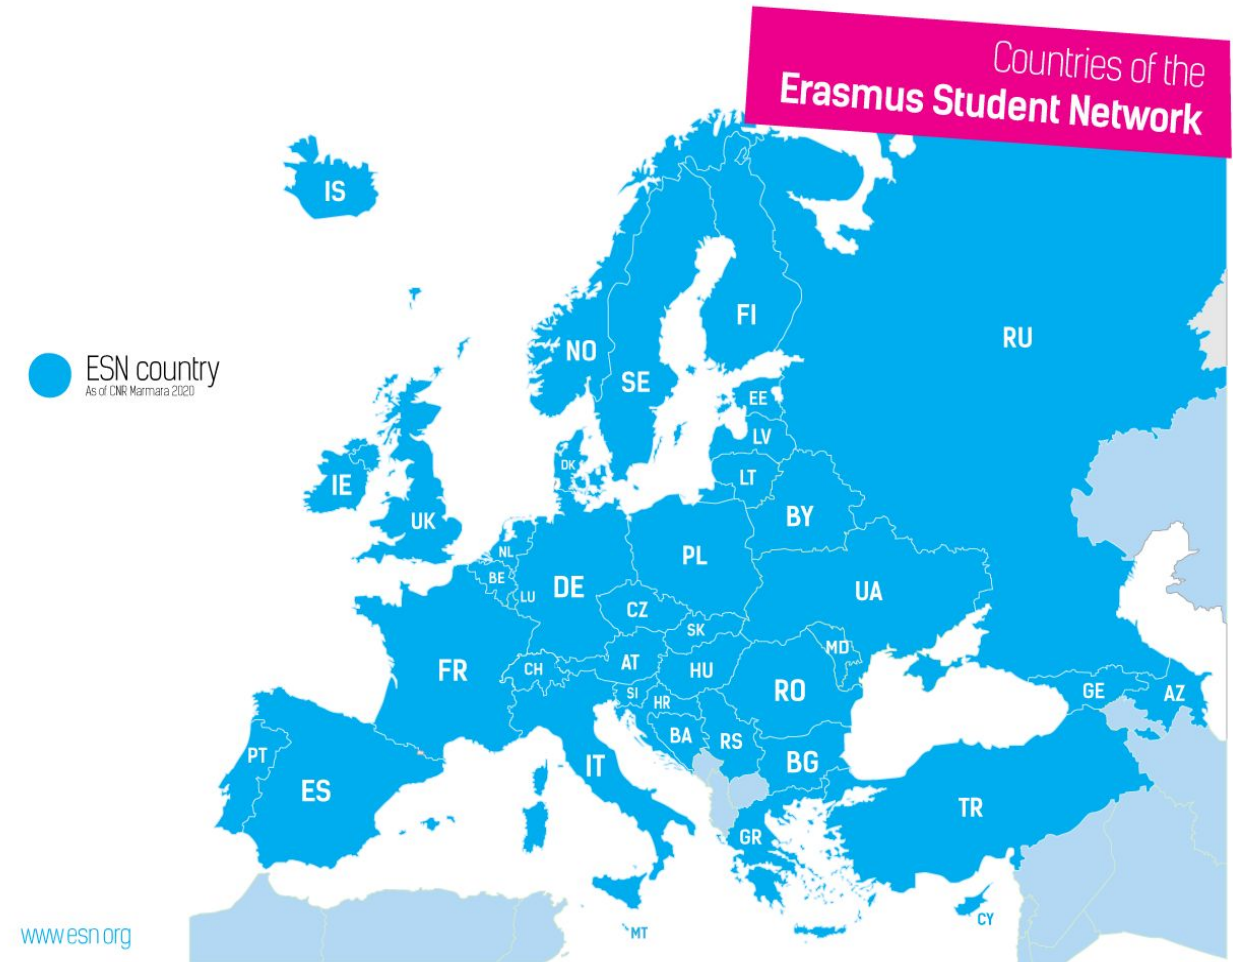 Countries of the
Erasmus Student Network
IS
FI
RU
NO
SE
ESN country
As of CNR Marmara 2020
EE
LV
DK
LT
IE
UK
BY
NL
PL
BE
DE
LU
UA
CZ
SK
MD
AT
CH
HU
FR
RO
SI
HR
GE
AZ
BA
RS
PT
BG
IT
ES
TR
GR
CY
MT
www.esn.org